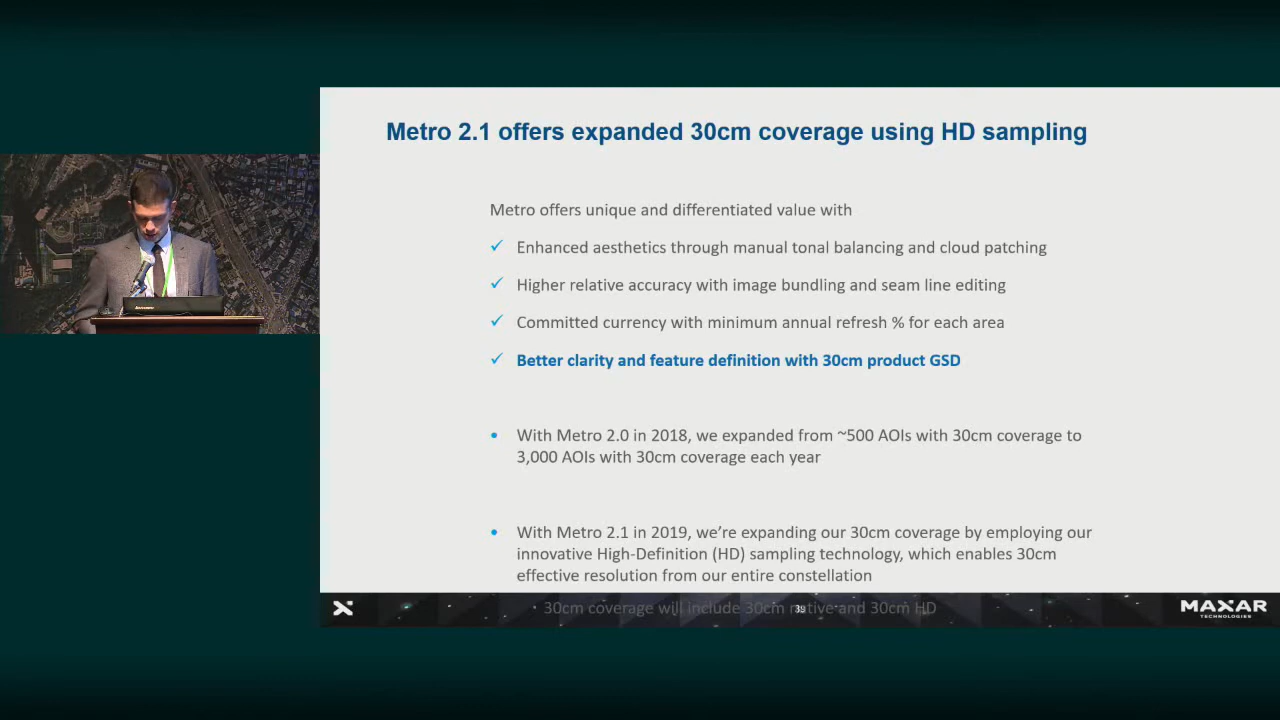 Metro 2.1 offers expanded 30cm coverage using HD sampling
Metro offers unique and differentiated value with
✓ Enhanced aesthetics through manual tonal balancing and cloud patching
✓ Higher relative accuracy with image bundling and seam line editing
✓ Committed currency with minimum annual refresh % for each area
✓ Better clarity and feature definition with 30cm product GSD
• With Metro 2.0 in 2018, we expanded from ~500 AOIs with 30cm coverage to
3,000 AOIs with 30cm coverage each year
• With Metro 2.1 in 2019, we’re expanding our 30cm coverage by employing our
innovative High-Definition (HD) sampling technology, which enables 30cm
effective resolution from our entire constellation
• 30cm coverage will include 30cm native and 30cm HD
39
MAXAR
TECHNOLOGIES